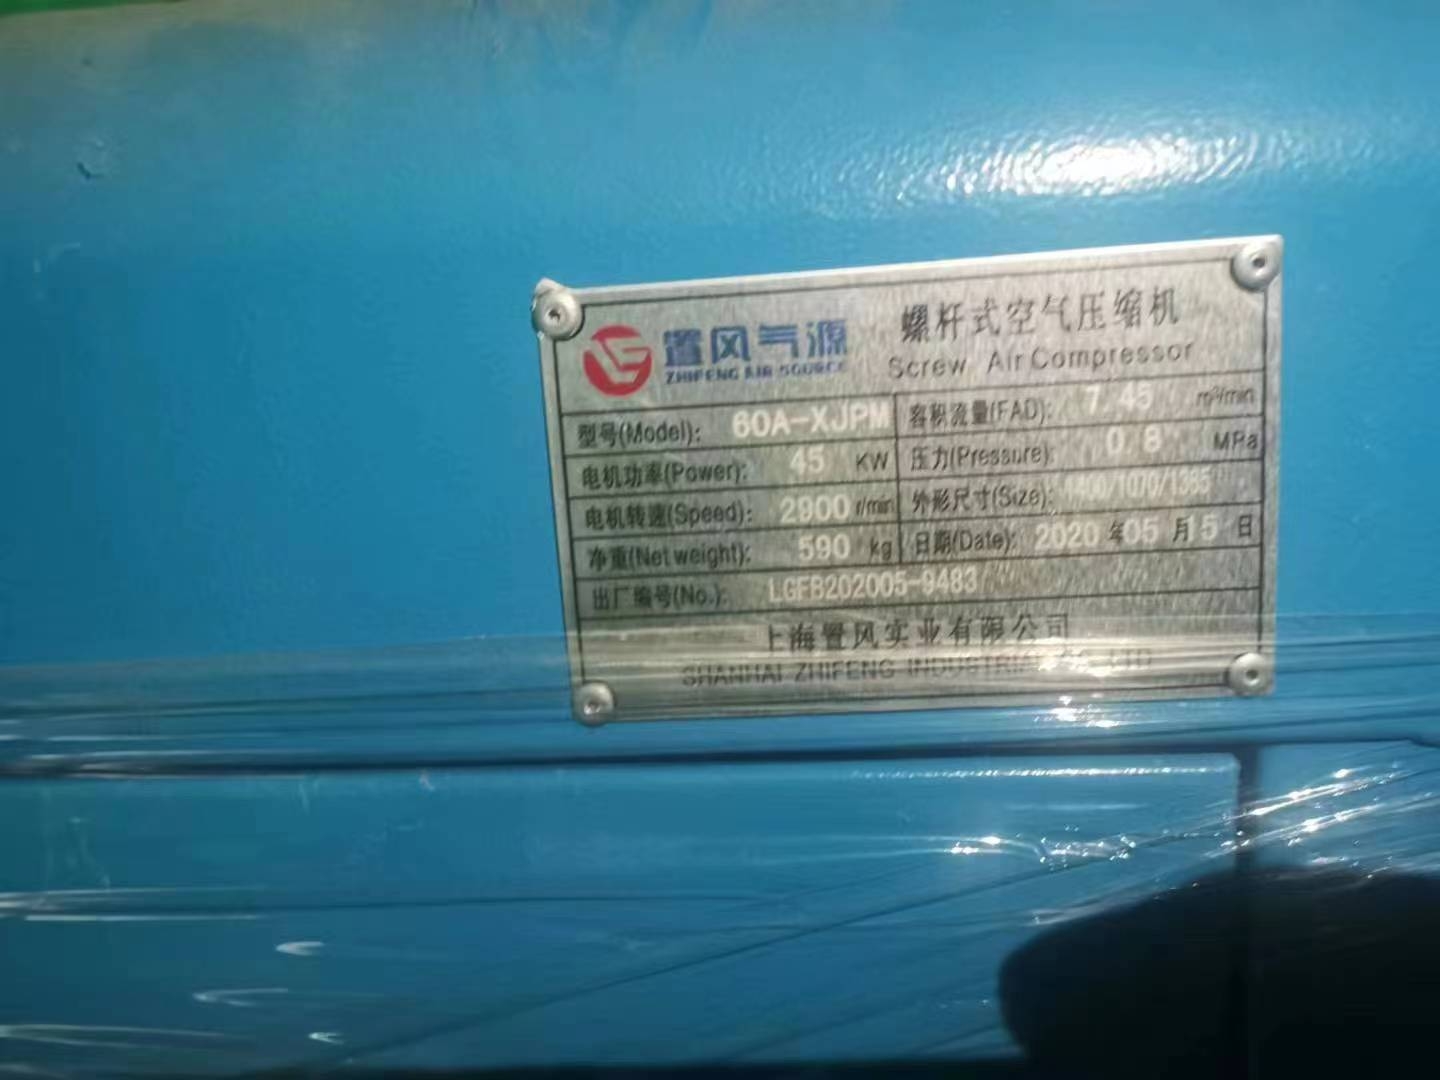 置风气源 螺杆式空气压缩机
ZHIFENG AIR SOURCE Screw Air Compressor
型号(Model): 60A-XJPM 容积流量(FAD): 7.45 m³/min
电机功率(Power): 45 KW 压力(Pressure): 0.8 MPa
电机转速(Speed): 2900 r/min 外形尺寸(Size): 1400/1070/1385
净重(Net weight): 590 kg 日期(Date): 2020 年 05 月 15 日
出厂编号(No.): LGFB202005-9483
上海置风实业有限公司
SHANHAI ZHIFENG INDUSTRIAL CO LTD